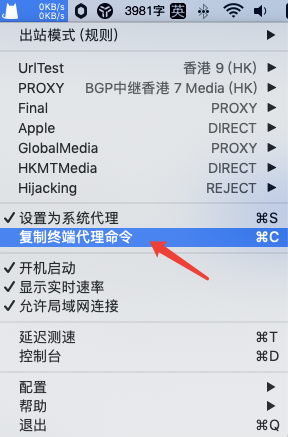 0KB/s
0KB/s
3981字 英
出站模式 (规则)
UrlTest 香港 9 (HK)
PROXY BGP中继香港 7 Media (HK)
Final PROXY
Apple DIRECT
GlobalMedia PROXY
HKMTMedia DIRECT
Hijacking REJECT
✓ 设置为系统代理 ⌘S
复制终端代理命令 ⌘C
✓ 开机启动
✓ 显示实时速率
✓ 允许局域网连接
延迟测速 ⌘T
控制台 ⌘D
配置
帮助
退出 ⌘Q